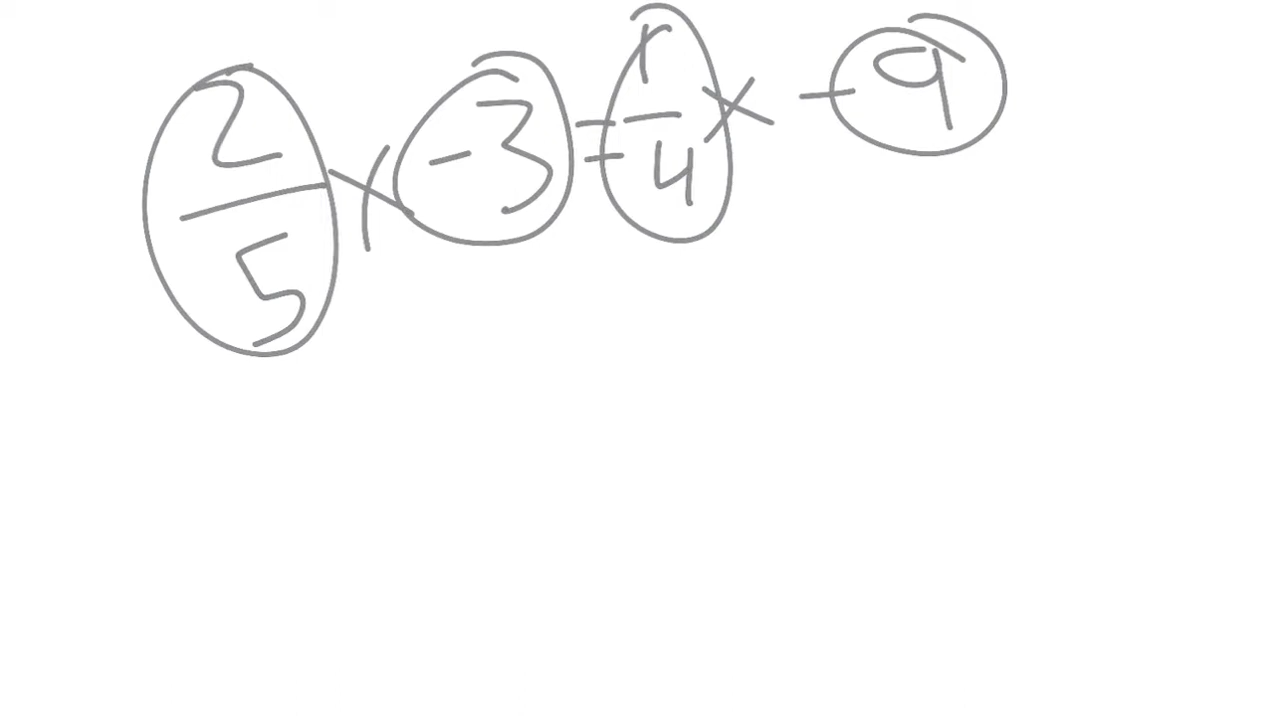 2/5 x -3 = r/4 x -9